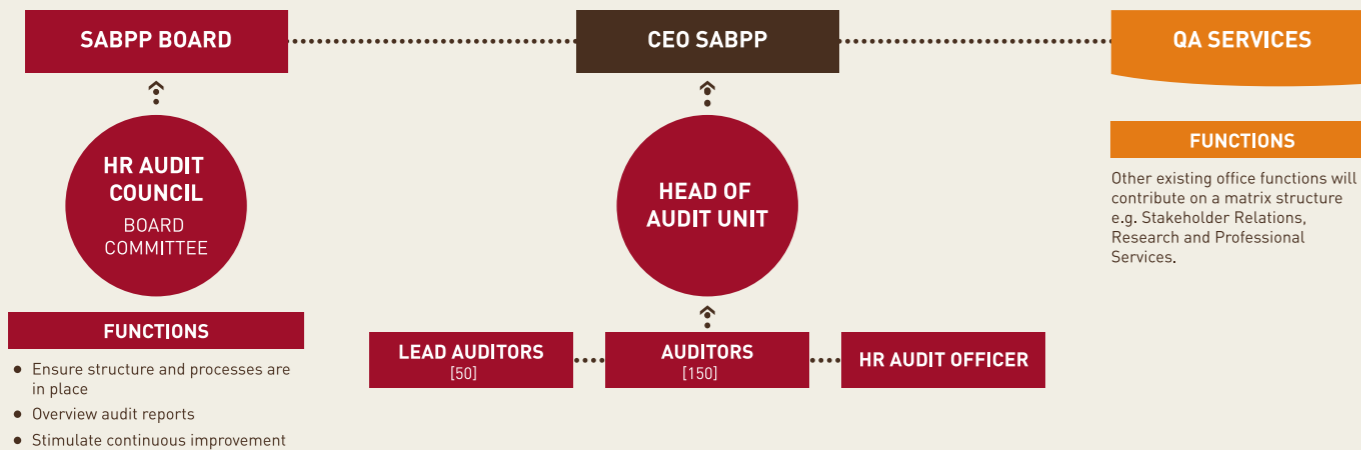 SABPP BOARD
CEO SABPP
QA SERVICES
HR AUDIT
COUNCIL
BOARD
COMMITTEE
HEAD OF
AUDIT UNIT
FUNCTIONS
Other existing office functions will
contribute on a matrix structure
e.g. Stakeholder Relations,
Research and Professional
Services.
FUNCTIONS
• Ensure structure and processes are
in place
• Overview audit reports
• Stimulate continuous improvement
LEAD AUDITORS
[50]
AUDITORS
[150]
HR AUDIT OFFICER